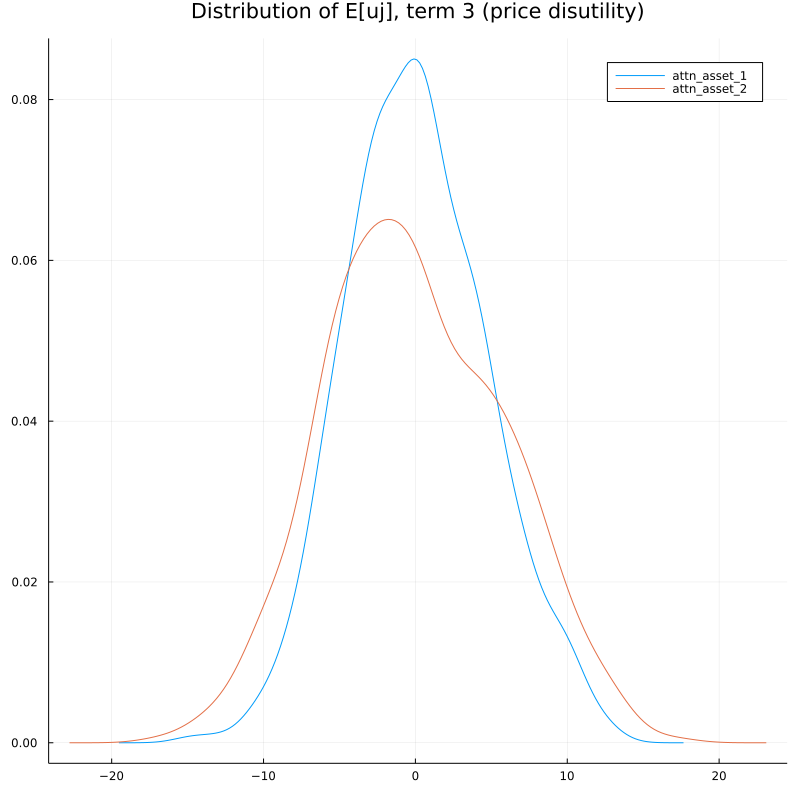 Distribution of E[uj], term 3 (price disutility)
attn_asset_1
attn_asset_2
0.08
0.06
0.04
0.02
0.00
−20 −10 0 10 20